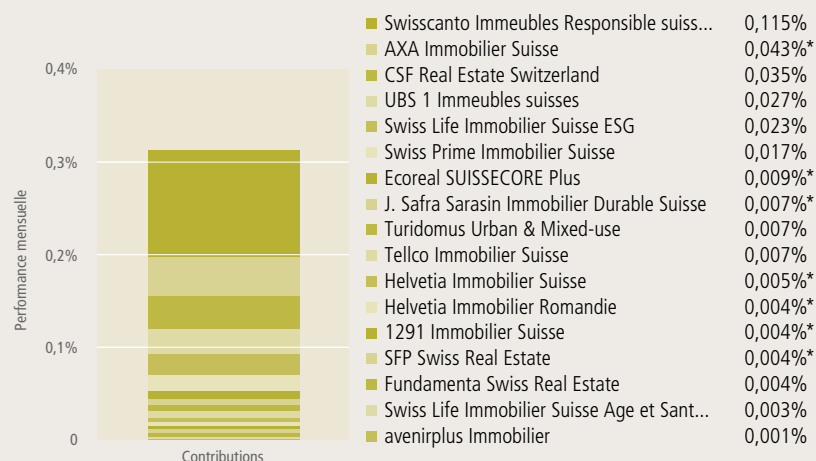 Swisscanto Immeubles Responsible suiss... 0,115%
AXA Immobilier Suisse 0,043%*
CSF Real Estate Switzerland 0,035%
UBS 1 Immeubles suisses 0,027%
Swiss Life Immobilier Suisse ESG 0,023%
Swiss Prime Immobilier Suisse 0,017%
Ecoreal SUISSECORE Plus 0,009%*
J. Safra Sarasin Immobilier Durable Suisse 0,007%*
Turidomus Urban & Mixed-use 0,007%
Tellco Immobilier Suisse 0,007%
Helvetia Immobilier Suisse 0,005%*
Helvetia Immobilier Romandie 0,004%*
1291 Immobilier Suisse 0,004%*
SFP Swiss Real Estate 0,004%*
Fundamenta Swiss Real Estate 0,004%
Swiss Life Immobilier Suisse Age et Sant... 0,003%
avenirplus Immobilier 0,001%
Performance mensuelle
0,4%
0,3%
0,2%
0,1%
0
Contributions